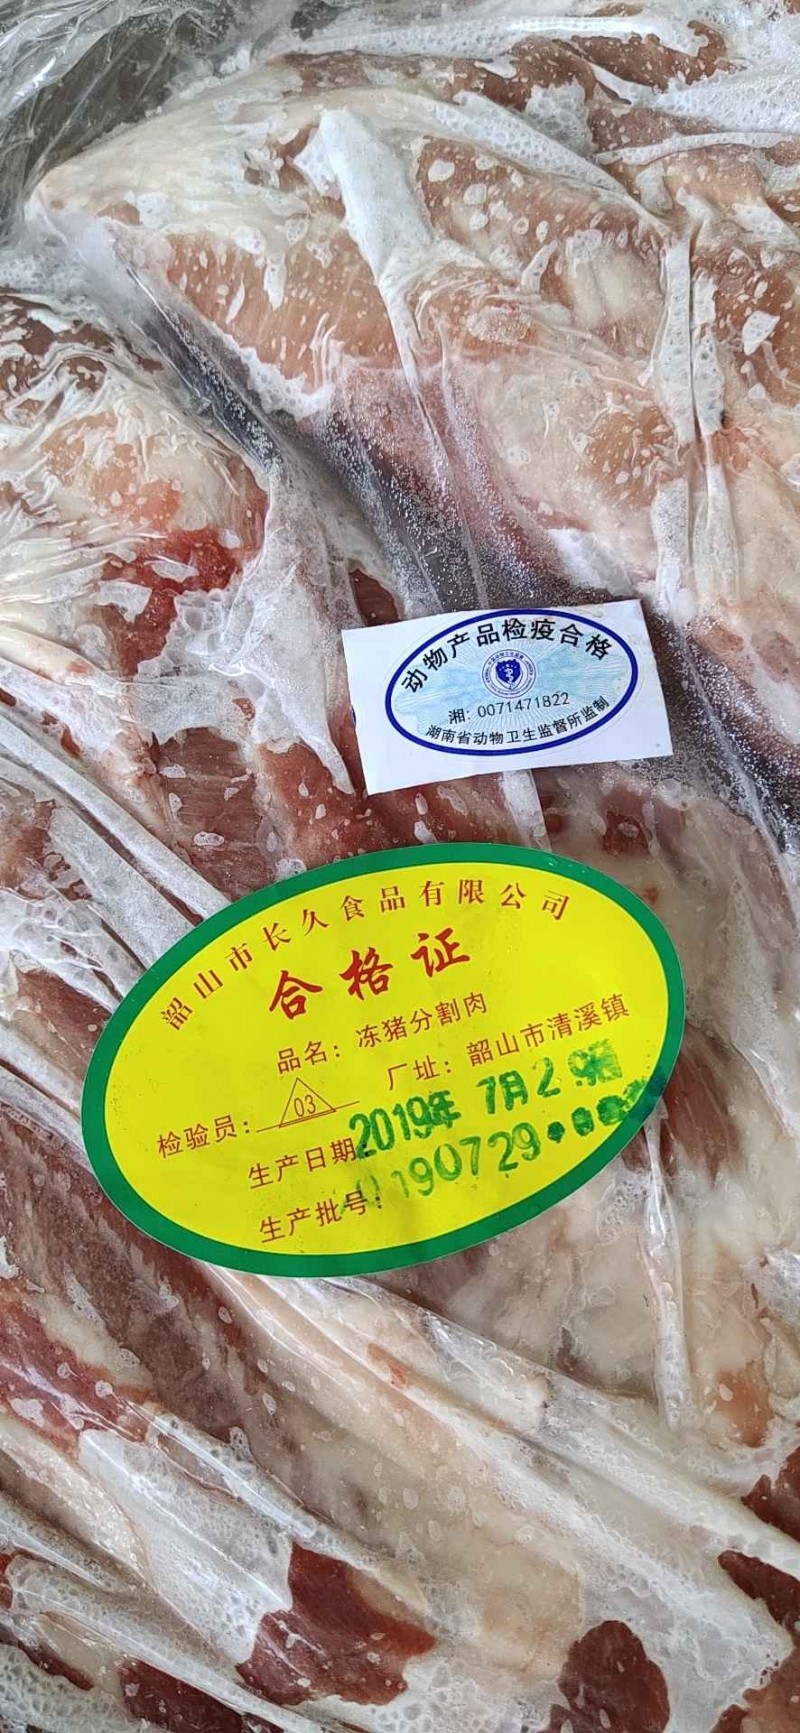 动物产品检疫合格
湘: 0071471822
湖南省动物卫生监督所监制
韶山市长久食品有限公司
合格证
品名：冻猪分割肉
厂址：韶山市清溪镇
检验员：03
生产日期 2019年 7月29
生产批号：190729